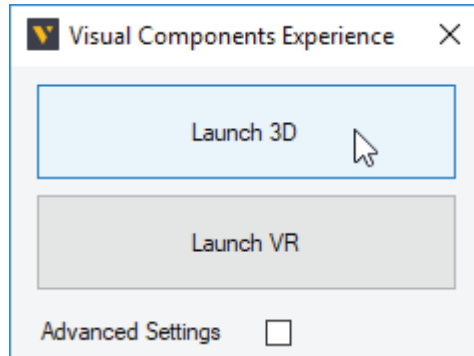 Visual Components Experience
Launch 3D
Launch VR
Advanced Settings